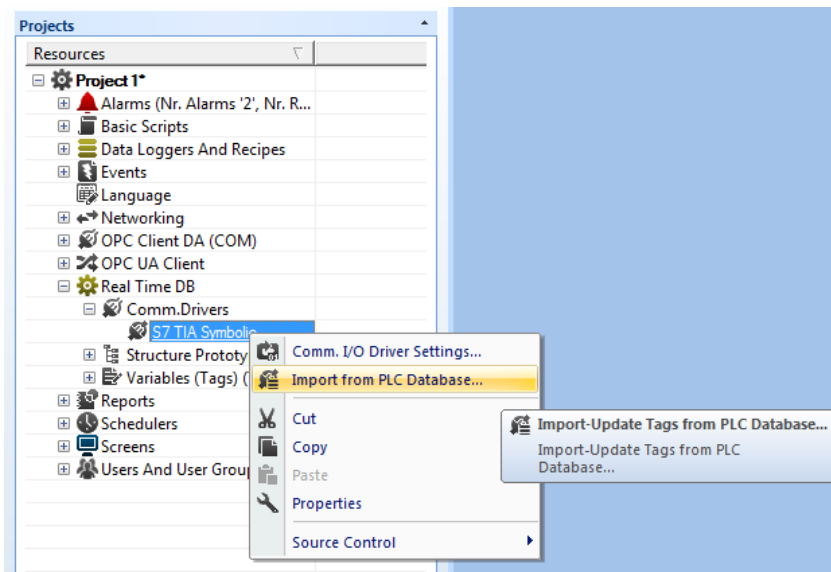 Projects
Resources
Project 1*
Alarms (Nr. Alarms '2', Nr. R...
Basic Scripts
Data Loggers And Recipes
Events
Language
Networking
OPC Client DA (COM)
OPC UA Client
Real Time DB
Comm.Drivers
S7 TIA Symbolic
Structure Prototy
Variables (Tags) (
Reports
Schedulers
Screens
Users And User Group
Comm. I/O Driver Settings...
Import from PLC Database...
Cut
Copy
Paste
Properties
Source Control
Import-Update Tags from PLC Database...
Import-Update Tags from PLC
Database...